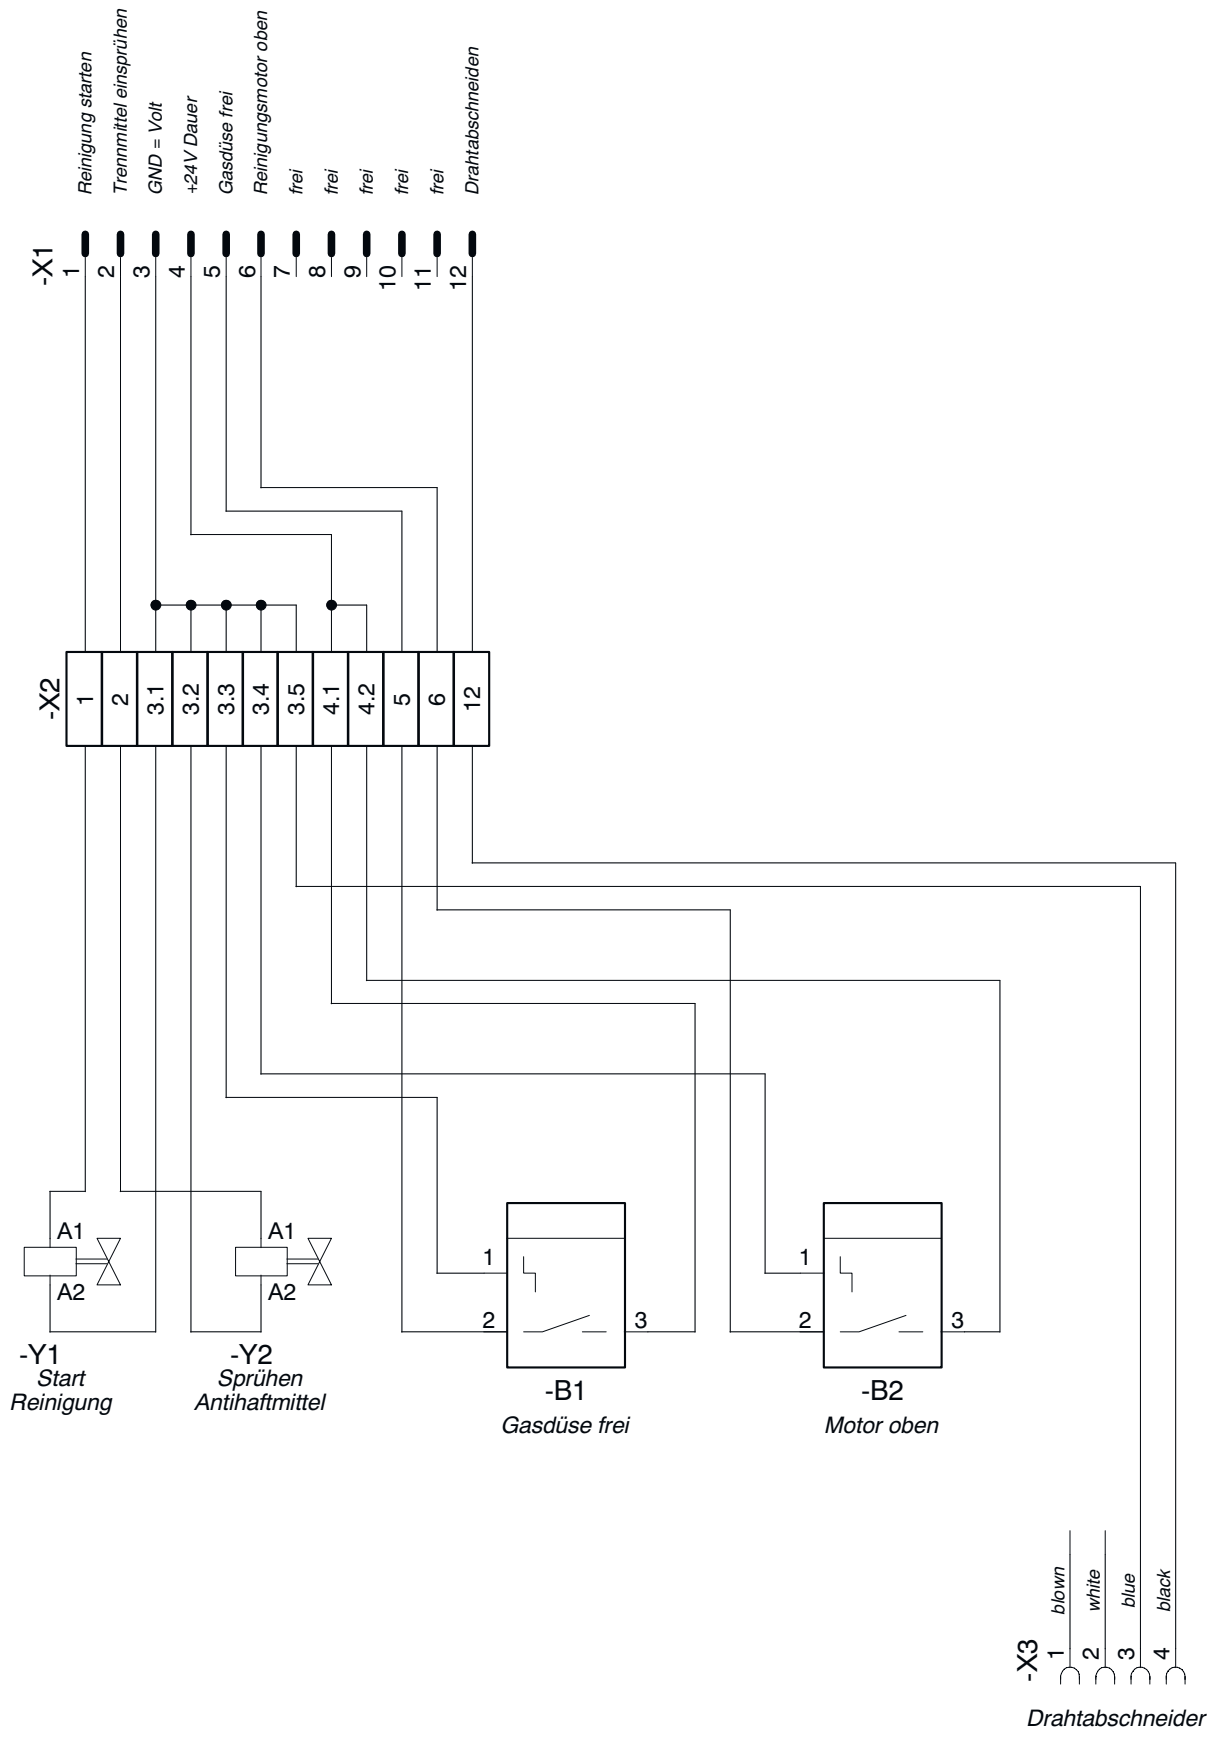 Reinigung starten
Trennmittel einsprühen
GND = Volt
+24V Dauer
Gasdüse frei
Reinigungsmotor oben
frei
frei
frei
frei
frei
Drahtabschneiden
-X1
1
2
3
4
5
6
7
8
9
10
11
12
-X2
1
2
3.1
3.2
3.3
3.4
3.5
4.1
4.2
5
6
12
A1
A2
-Y1
Start
Reinigung
A1
A2
-Y2
Sprühen
Antihaftmittel
1
2
3
-B1
Gasdüse frei
1
2
3
-B2
Motor oben
blown
white
blue
black
-X3
1
2
3
4
Drahtabschneider